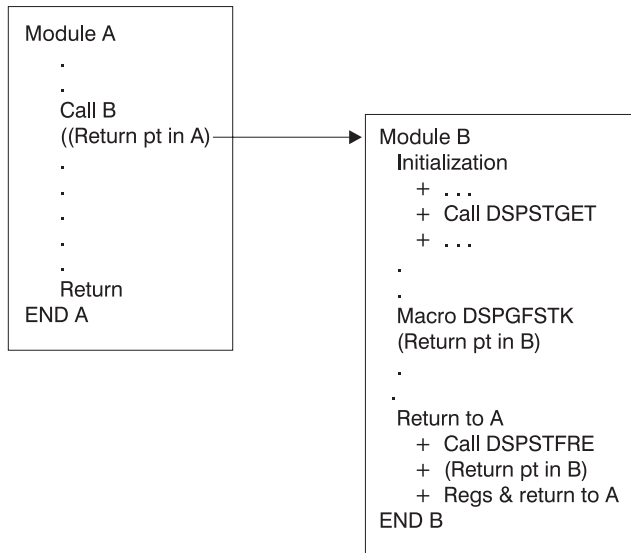 Module A
.
.
Call B
((Return pt in A)
.
.
.
.
.
Return
END A
Module B
Initialization
+ . . .
+ Call DSPSTGET
+ . . .
.
.
Macro DSPGFSTK
(Return pt in B)
.
.
Return to A
+ Call DSPSTFRE
+ (Return pt in B)
+ Regs & return to A
END B